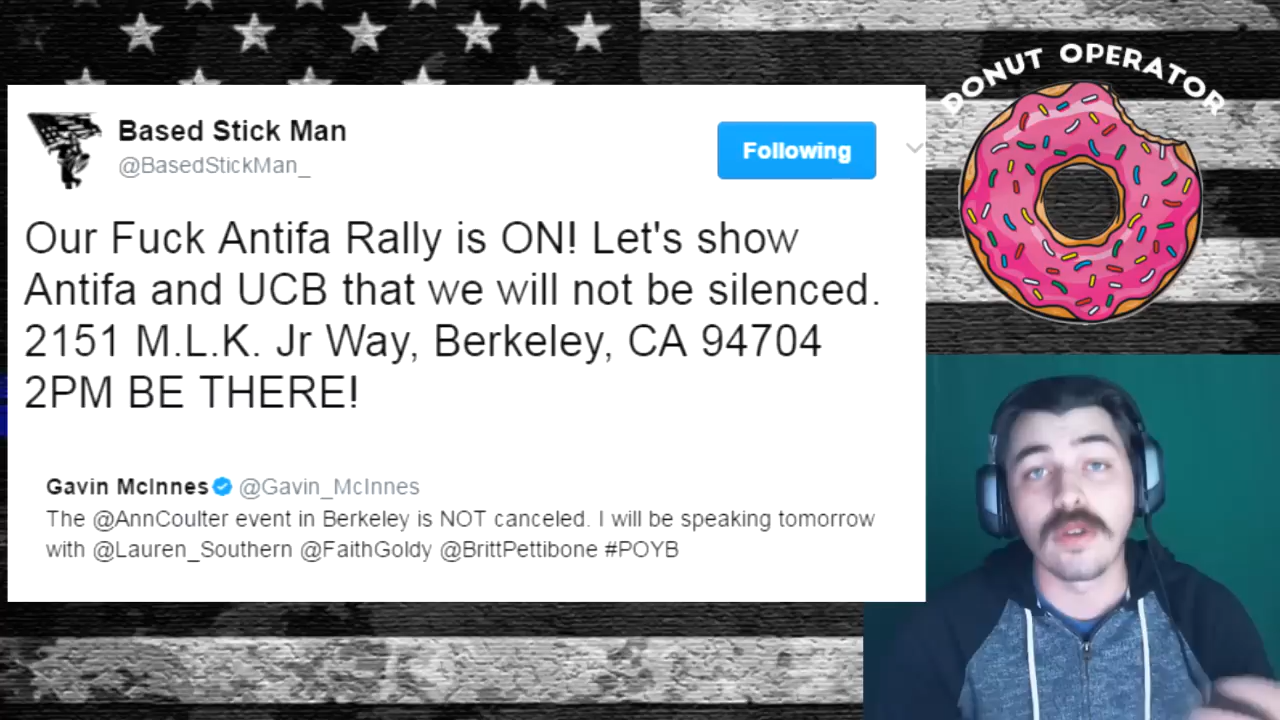 DONUT OPERATOR
Based Stick Man
@BasedStickMan_
Following
Our Fuck Antifa Rally is ON! Let's show
Antifa and UCB that we will not be silenced.
2151 M.L.K. Jr Way, Berkeley, CA 94704
2PM BE THERE!
Gavin McInnes @Gavin_McInnes
The @AnnCoulter event in Berkeley is NOT canceled. I will be speaking tomorrow
with @Lauren_Southern @FaithGoldy @BrittPettibone #POYB